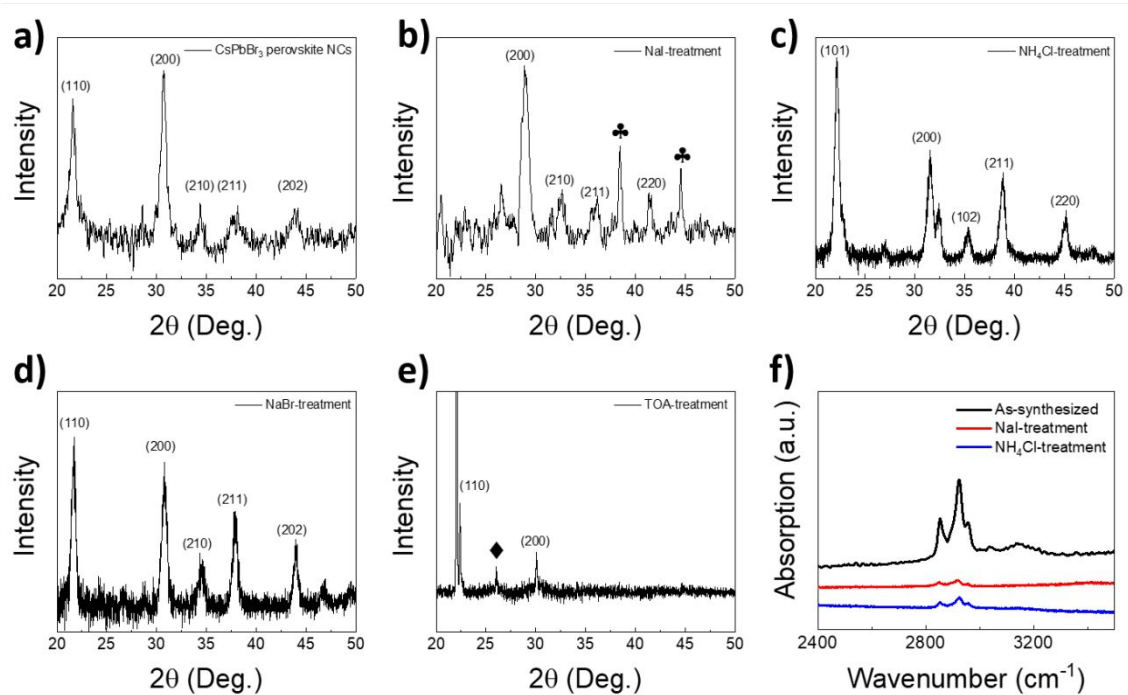 a)
CsPbBr₃ perovskite NCs
(110)
(200)
(210)
(211)
(202)
Intensity
20 25 30 35 40 45 50
2θ (Deg.)
b)
NaI-treatment
(200)
♣
♣
(210)
(211)
(220)
Intensity
20 25 30 35 40 45 50
2θ (Deg.)
c)
NH₄Cl-treatment
(101)
(200)
(211)
(102)
(220)
Intensity
20 25 30 35 40 45 50
2θ (Deg.)
d)
NaBr-treatment
(110)
(200)
(211)
(210)
(202)
Intensity
20 25 30 35 40 45 50
2θ (Deg.)
e)
TOA-treatment
(110)
♦
(200)
Intensity
20 25 30 35 40 45 50
2θ (Deg.)
f)
As-synthesized
NaI-treatment
NH₄Cl-treatment
Absorption (a.u.)
2400 2800 3200
Wavenumber (cm⁻¹)